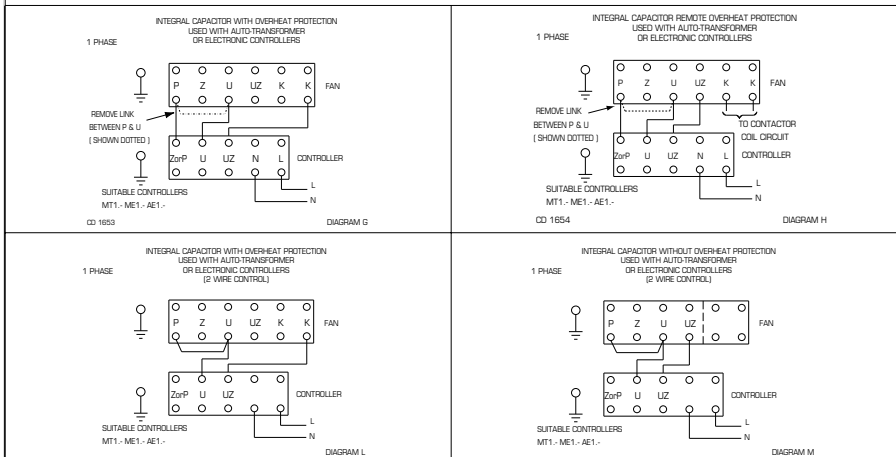 INTEGRAL CAPACITOR WITH OVERHEAT PROTECTION
USED WITH AUTO-TRANSFORMER
OR ELECTRONIC CONTROLLERS
1 PHASE
P Z U UZ K K FAN
REMOVE LINK
BETWEEN P & U
( SHOWN DOTTED )
ZorP U UZ N L CONTROLLER
L
N
SUITABLE CONTROLLERS
MT1.- ME1.- AE1.-
CD 1653 DIAGRAM G
INTEGRAL CAPACITOR REMOTE OVERHEAT PROTECTION
USED WITH AUTO-TRANSFORMER
OR ELECTRONIC CONTROLLERS
1 PHASE
P Z U UZ K K FAN
REMOVE LINK
BETWEEN P & U
( SHOWN DOTTED )
TO CONTACTOR
COIL CIRCUIT
ZorP U UZ N L CONTROLLER
L
N
SUITABLE CONTROLLERS
MT1.- ME1.- AE1.-
CD 1654 DIAGRAM H
INTEGRAL CAPACITOR WITH OVERHEAT PROTECTION
USED WITH AUTO-TRANSFORMER
OR ELECTRONIC CONTROLLERS
(2 WIRE CONTROL)
1 PHASE
P Z U UZ K K FAN
ZorP U UZ CONTROLLER
L
N
SUITABLE CONTROLLERS
MT1.- ME1.- AE1.-
DIAGRAM L
INTEGRAL CAPACITOR WITHOUT OVERHEAT PROTECTION
USED WITH AUTO-TRANSFORMER
OR ELECTRONIC CONTROLLERS
(2 WIRE CONTROL)
1 PHASE
P Z U UZ FAN
ZorP U UZ CONTROLLER
L
N
SUITABLE CONTROLLERS
MT1.- ME1.- AE1.-
DIAGRAM M